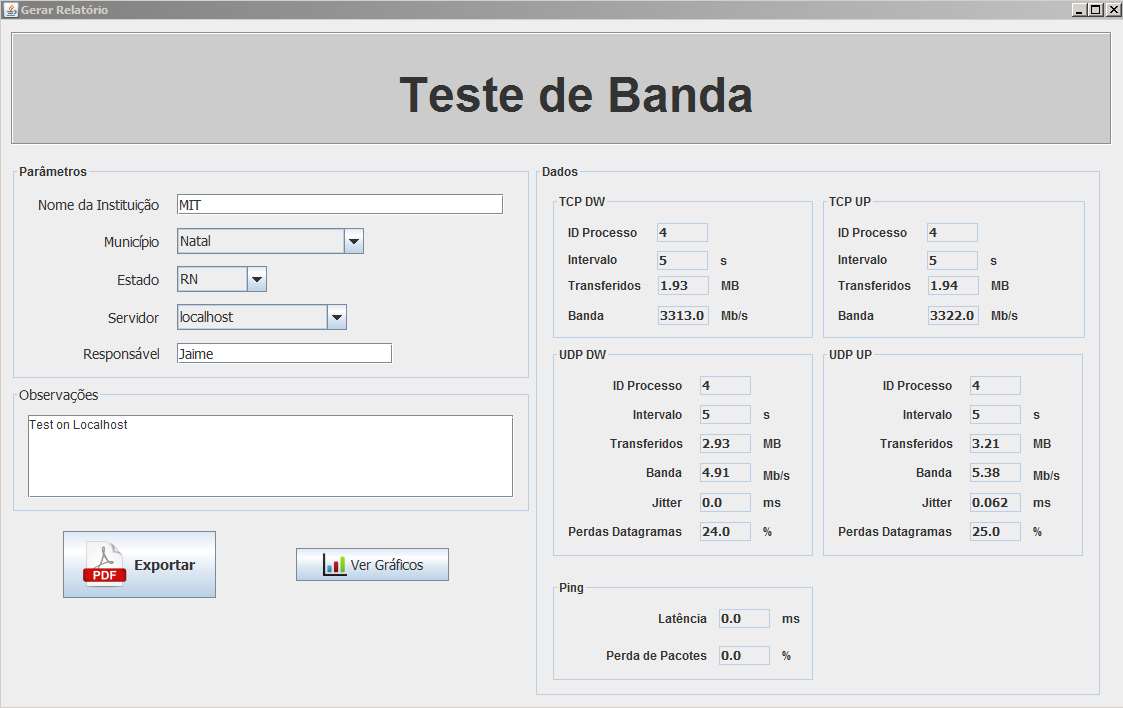 Gerar Relatório
Teste de Banda
Parâmetros
Nome da Instituição MIT
Município Natal
Estado RN
Servidor localhost
Responsável Jaime
Observações
Test on Localhost
PDF Exportar
Ver Gráficos
Dados
TCP DW
ID Processo 4
Intervalo 5 s
Transferidos 1.93 MB
Banda 3313.0 Mb/s
TCP UP
ID Processo 4
Intervalo 5 s
Transferidos 1.94 MB
Banda 3322.0 Mb/s
UDP DW
ID Processo 4
Intervalo 5 s
Transferidos 2.93 MB
Banda 4.91 Mb/s
Jitter 0.0 ms
Perdas Datagramas 24.0 %
UDP UP
ID Processo 4
Intervalo 5 s
Transferidos 3.21 MB
Banda 5.38 Mb/s
Jitter 0.062 ms
Perdas Datagramas 25.0 %
Ping
Latência 0.0 ms
Perda de Pacotes 0.0 %